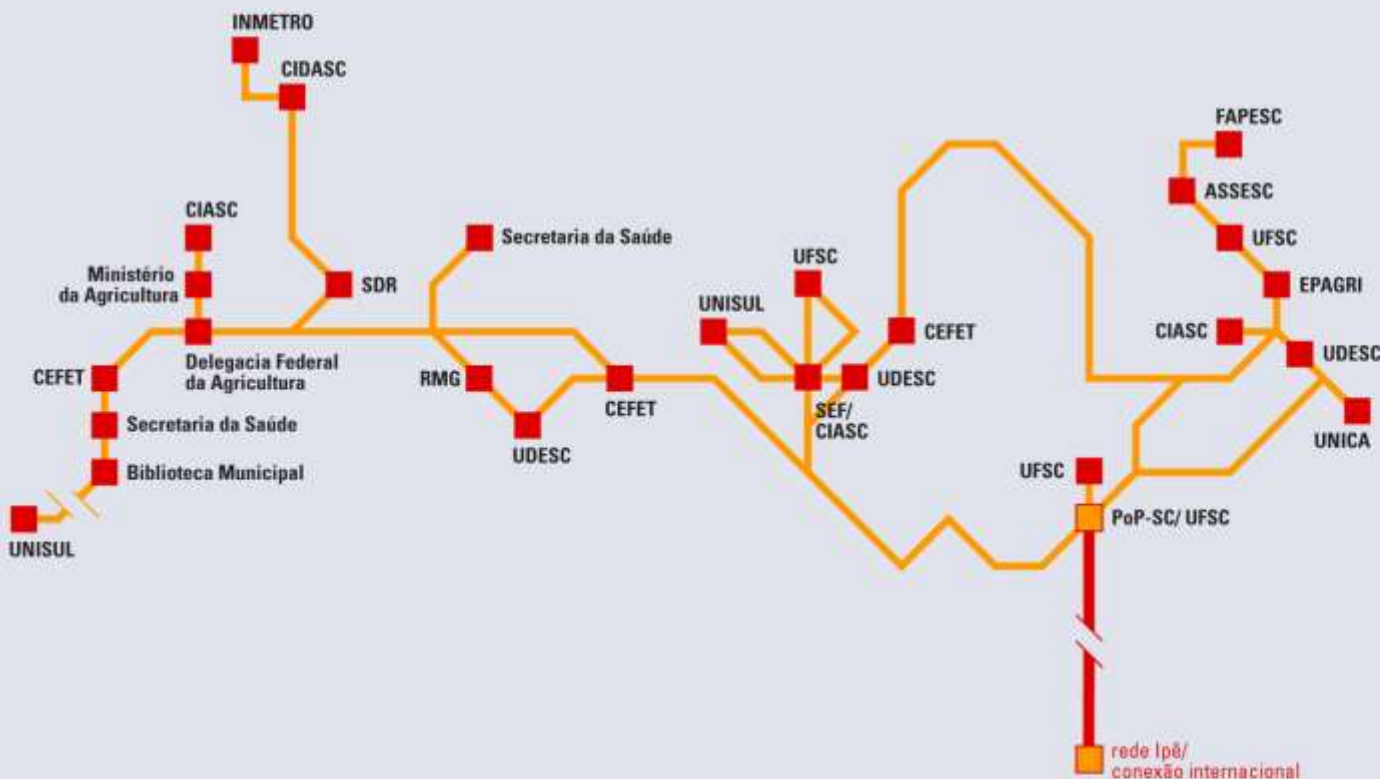 INMETRO
CIDASC
FAPESC
ASSESC
CIASC
Secretaria da Saúde
UFSC
UFSC
Ministério
da Agricultura
SDR
EPAGRI
UNISUL
CEFET
CIASC
UDESC
Delegacia Federal
da Agricultura
CEFET
RMG
CEFET
SEF/
CIASC
UDESC
Secretaria da Saúde
UDESC
UNICA
Biblioteca Municipal
UFSC
UNISUL
PoP-SC/ UFSC
rede Ipê/
conexão internacional